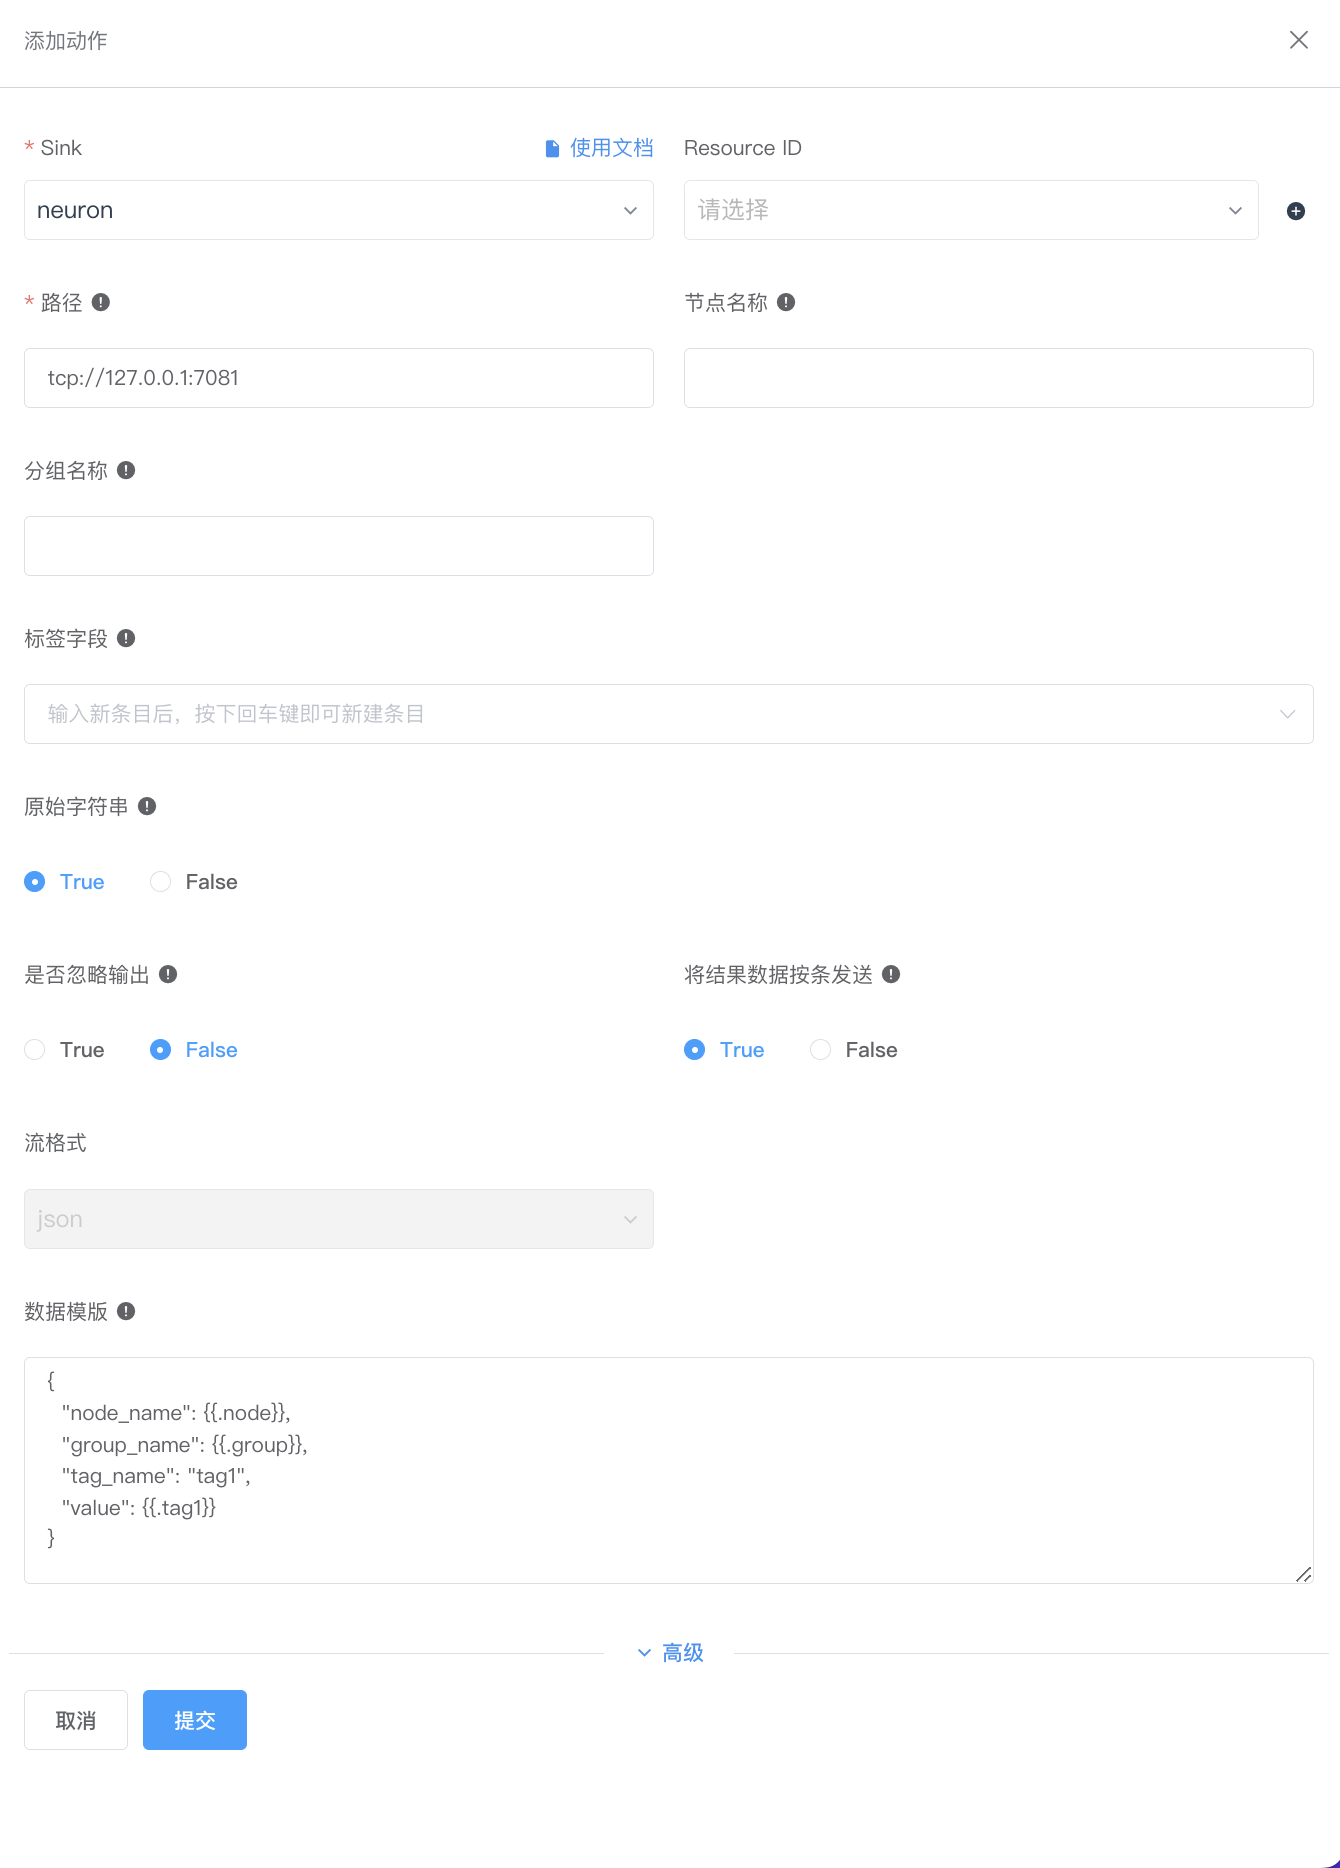 添加动作
* Sink 使用文档 Resource ID
neuron 请选择
* 路径 节点名称
tcp://127.0.0.1:7081
分组名称
标签字段
输入新条目后，按下回车键即可新建条目
原始字符串
True False
是否忽略输出 将结果数据按条发送
True False True False
流格式
json
数据模版
{
"node_name": {{.node}},
"group_name": {{.group}},
"tag_name": "tag1",
"value": {{.tag1}}
}
高级
取消 提交